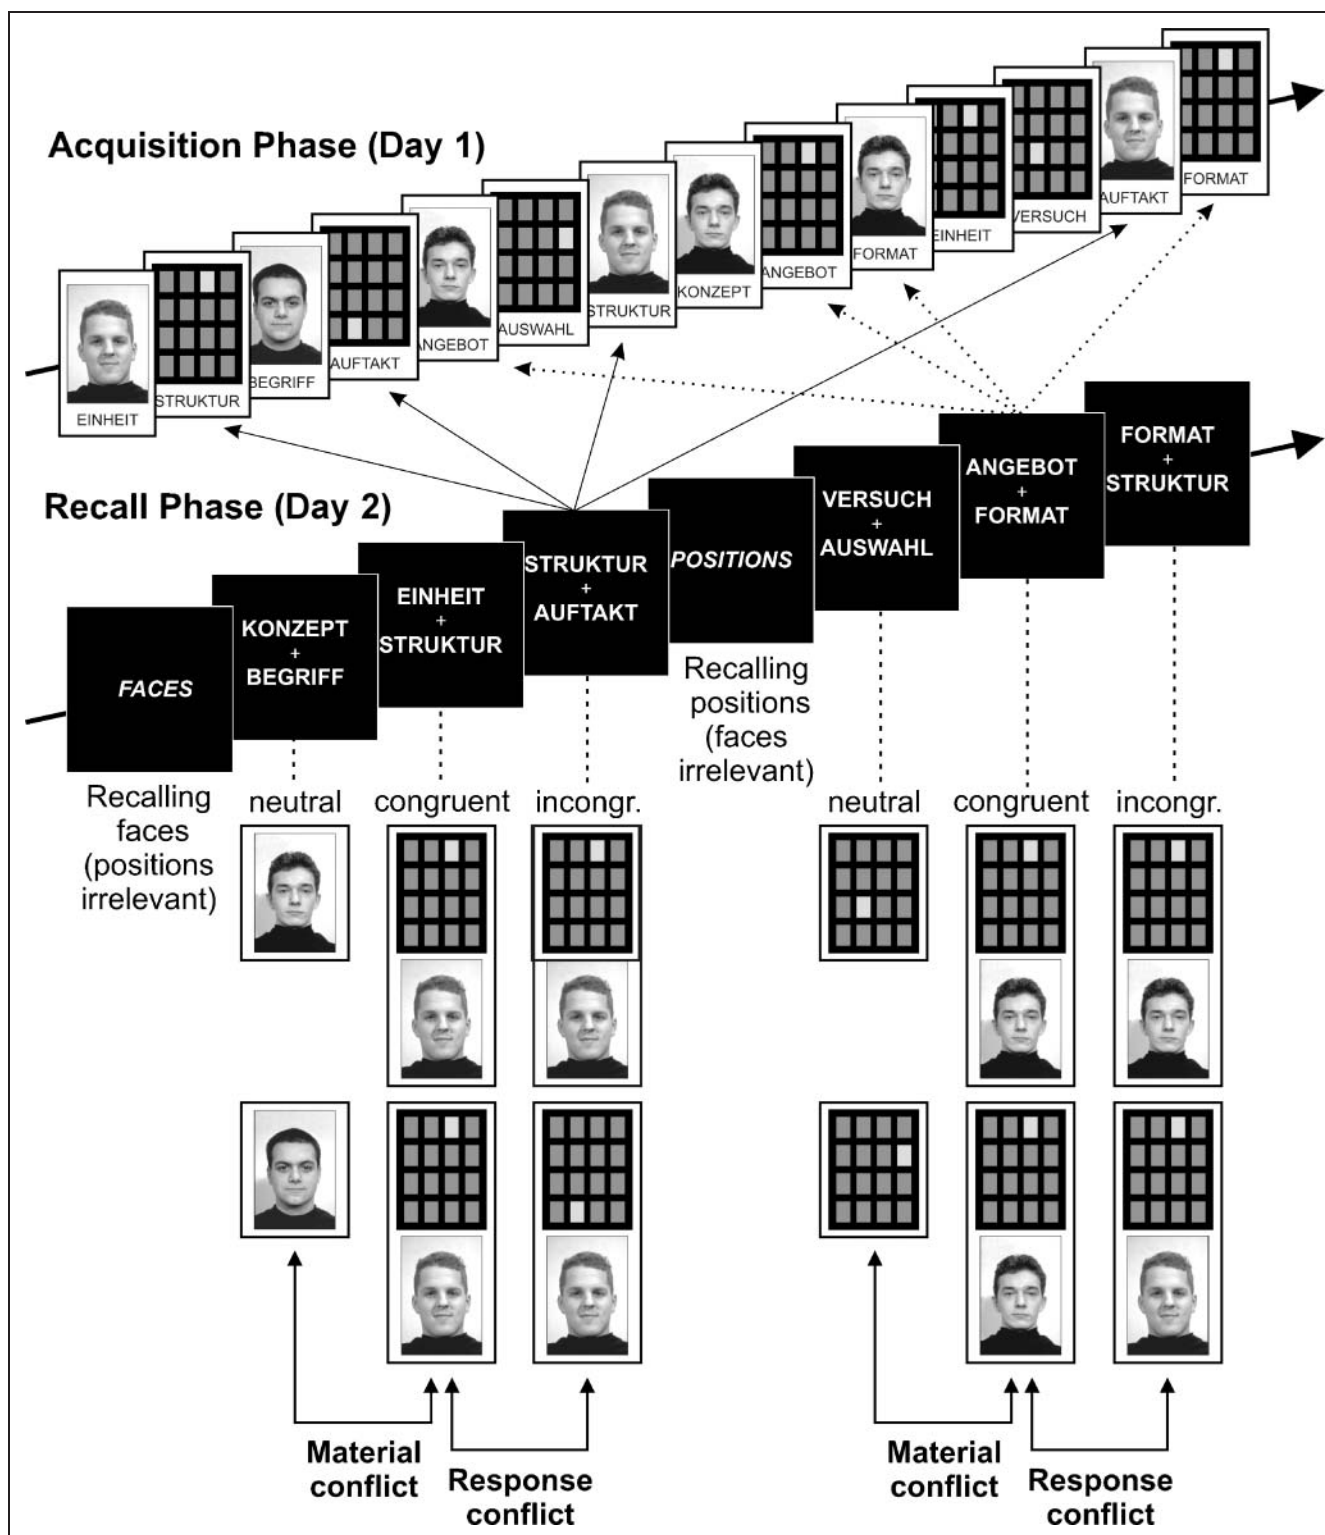 Acquisition Phase (Day 1)
EINHEIT
STRUKTUR
BEGRIFF
AUFTAKT
ANGEBOT
AUSWAHL
STRUKTUR
KONZEPT
ANGEBOT
FORMAT
EINHEIT
VERSUCH
AUFTAKT
FORMAT
Recall Phase (Day 2)
FACES
KONZEPT
+
BEGRIFF
EINHEIT
+
STRUKTUR
STRUKTUR
+
AUFTAKT
POSITIONS
VERSUCH
+
AUSWAHL
ANGEBOT
+
FORMAT
FORMAT
+
STRUKTUR
Recalling
faces
(positions
irrelevant)
neutral
congruent
incongr.
Recalling
positions
(faces
irrelevant)
neutral
congruent
incongr.
Material
conflict
Response
conflict
Material
conflict
Response
conflict